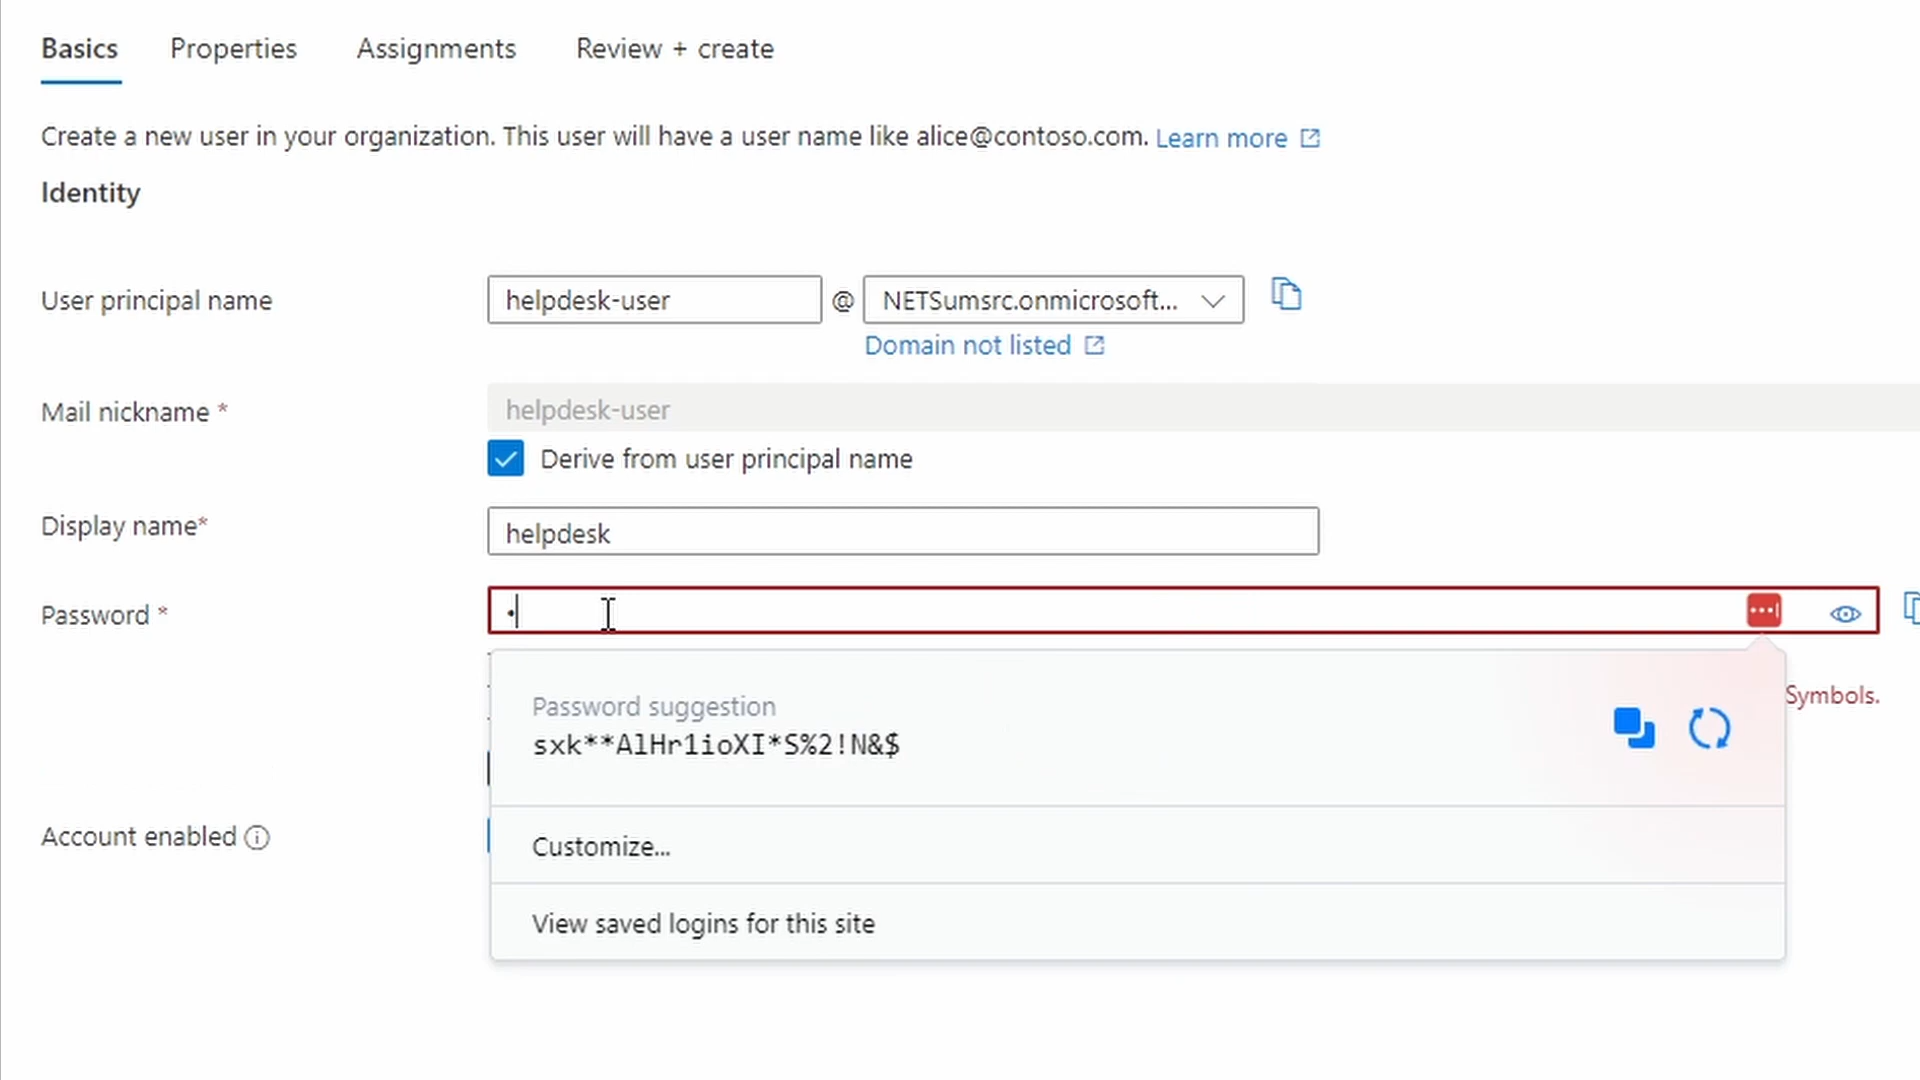 Basics Properties Assignments Review + create
Create a new user in your organization. This user will have a user name like alice@contoso.com. Learn more
Identity
User principal name helpdesk-user @ NETSumsrc.onmicrosoft...
Domain not listed
Mail nickname * helpdesk-user
Derive from user principal name
Display name* helpdesk
Password *
Symbols.
Password suggestion
sxk**AlHr1ioXI*S%2!N&$
Account enabled
Customize...
View saved logins for this site